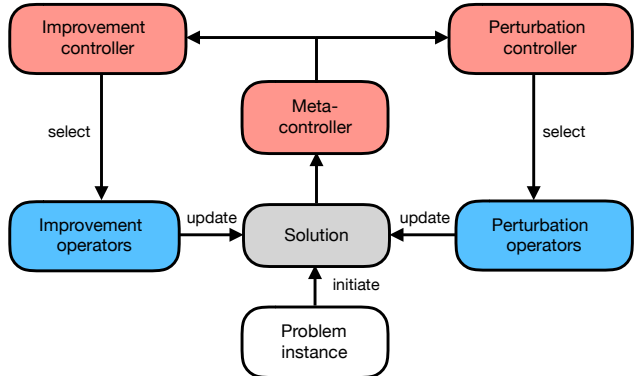 Improvement
controller
Perturbation
controller
Meta-
controller
select
select
Improvement
operators
update
Solution
update
Perturbation
operators
initiate
Problem
instance